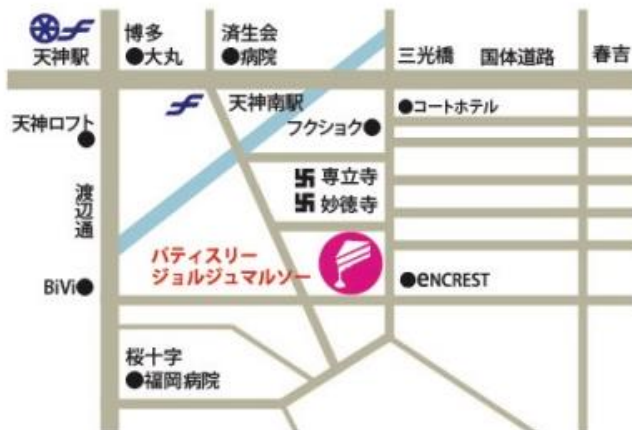 博多
済生会
天神駅
●大丸
●病院
三光橋
国体道路
春吉
天神南駅
●コートホテル
天神ロフト
フクショク●
卐 専立寺
卐 妙徳寺
渡辺通
パティスリー
ジョルジュマルソー
BiVi●
●eNCREST
桜十字
●福岡病院